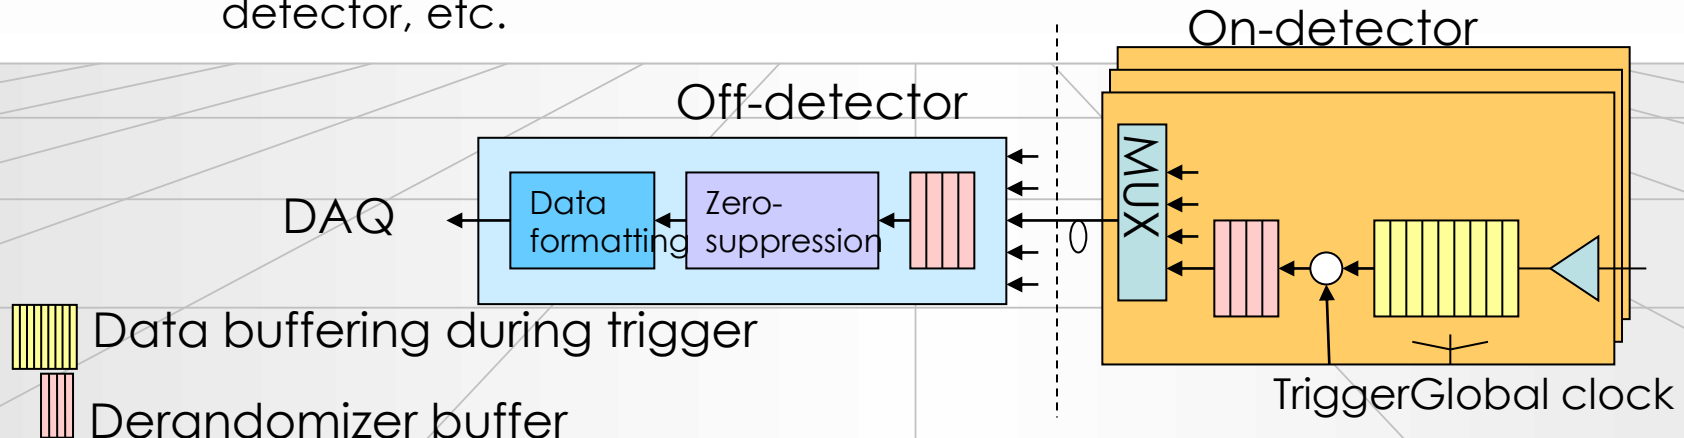 detector, etc.
On-detector
Off-detector
MUX
DAQ
Data
formatting
Zero-
suppression
Data buffering during trigger
TriggerGlobal clock
Derandomizer buffer